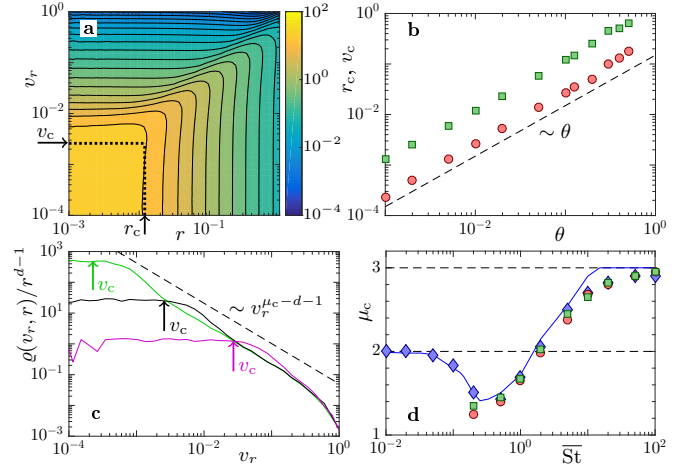 a
v_r
10^0
10^-2
v_c
10^-4
10^-3
r_c
r
10^-1
10^2
10^0
10^-2
10^-4
b
r_c, v_c
10^0
10^-2
10^-4
~ θ
10^-2
θ
10^0
ϱ(v_r, r)/r^{d-1}
10^3
10^1
10^-1
10^-3
v_c
v_c
v_c
~ v_r^{μ_c-d-1}
c
10^-4
10^-2
v_r
10^0
μ_c
3
2
1
d
10^-2
10^0
St
10^2